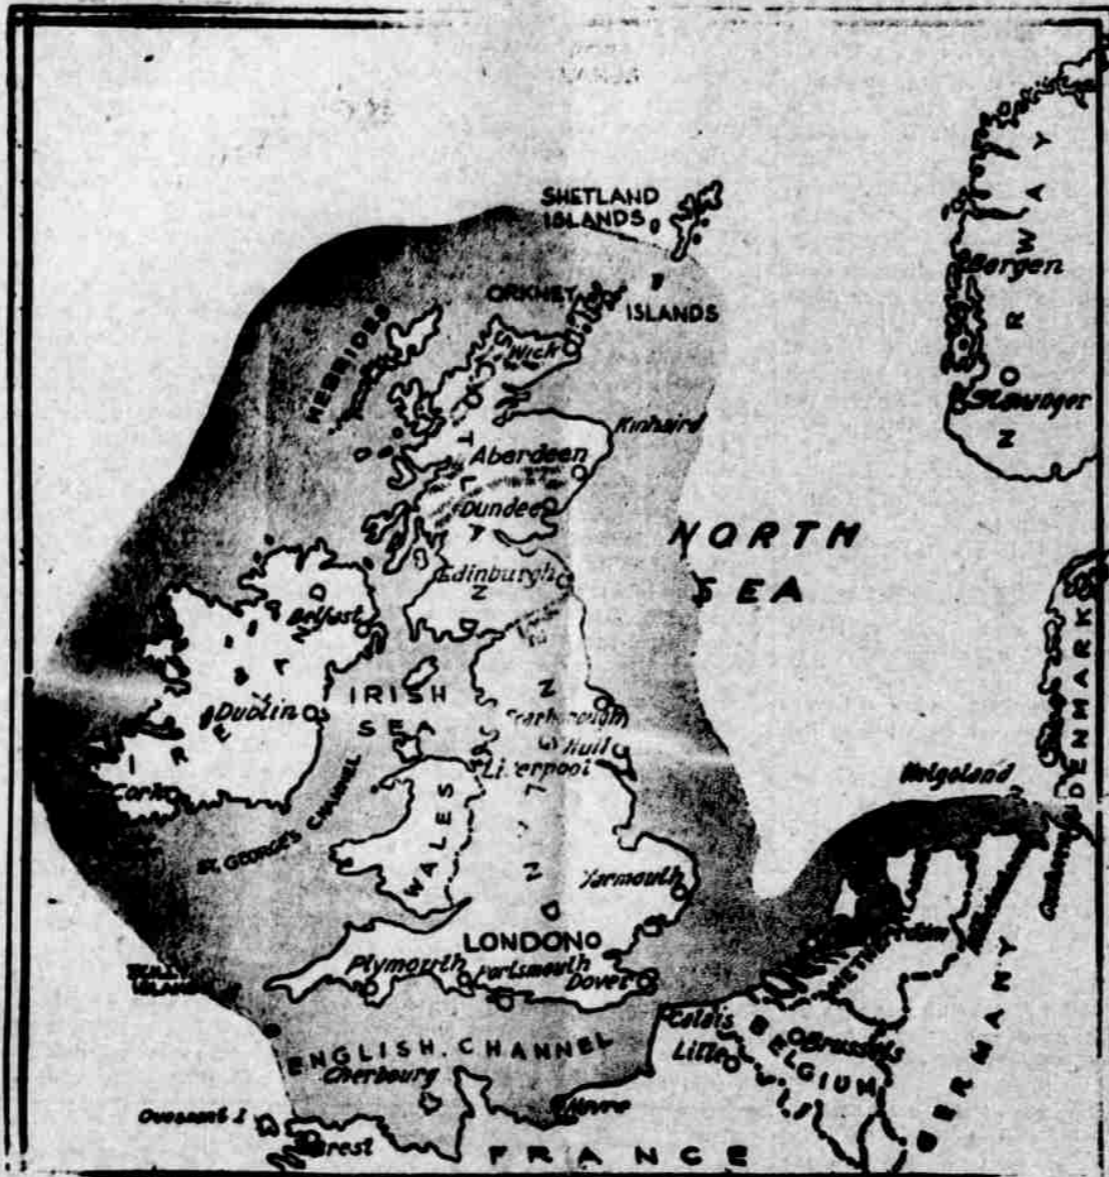 SHETLAND
ISLANDS
ORKNEY
ISLANDS
HEBRIDES
Wick
Kinhaird
Aberdeen
Dundee
Edinburgh
NORWAY
Bergen
Stavanger
NORTH
SEA
DENMARK
Belfast
IRISH
SEA
Dublin
Cork
Scarborough
Hull
Liverpool
ST. GEORGE'S CHANNEL
WALES
Yarmouth
Helgoland
LONDON
Plymouth
Portsmouth
Dover
ENGLISH CHANNEL
Cherbourg
Calais
Lille
BELGIUM
Brussels
GERMANY
Havre
Brest
FRANCE